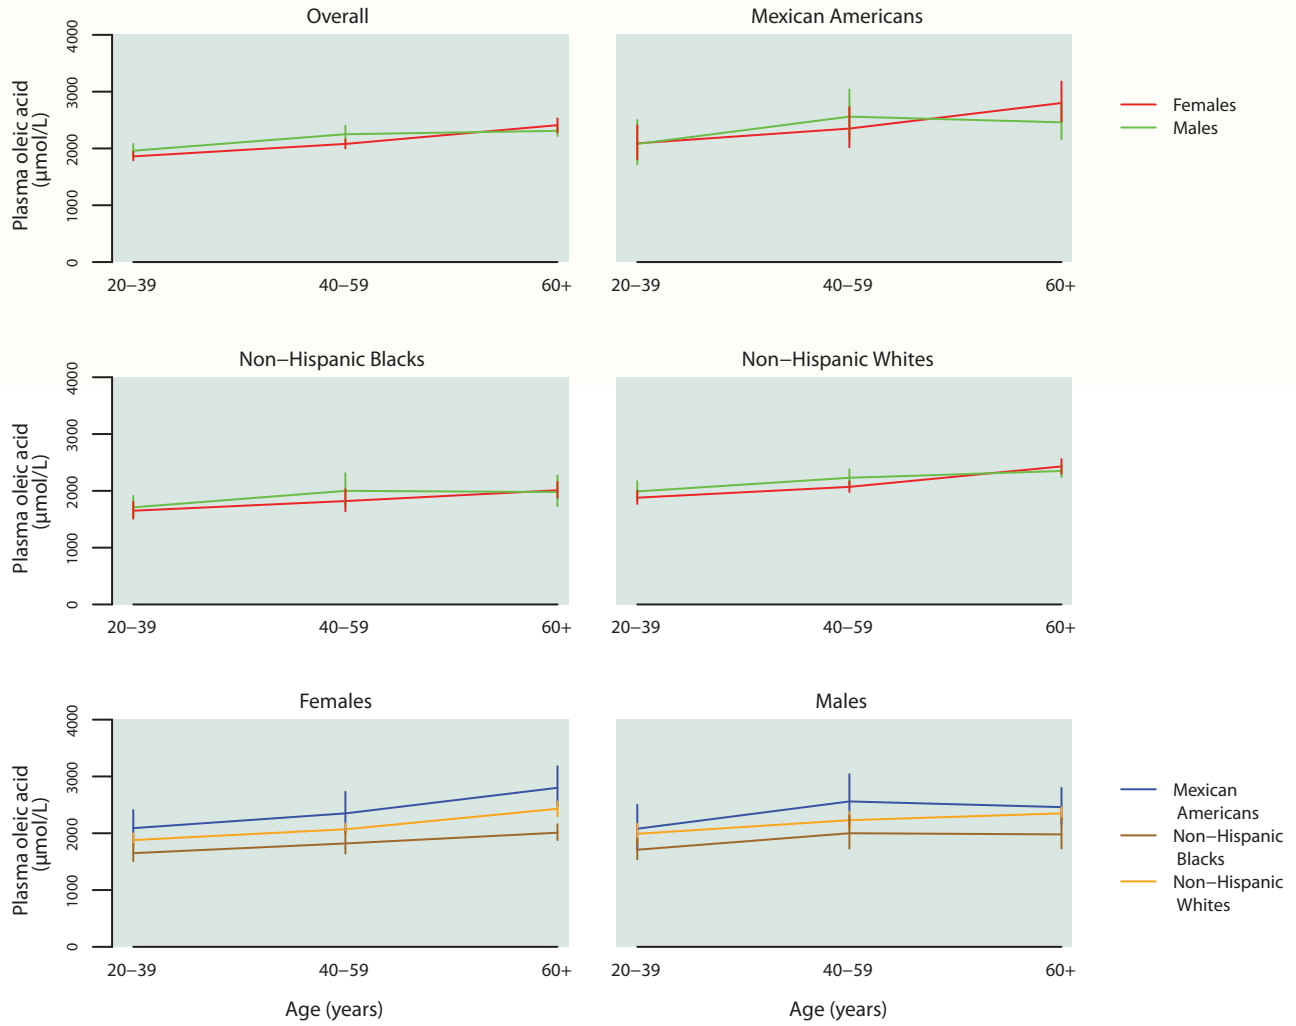 Overall
Mexican Americans
Plasma oleic acid
(µmol/L)
4000
3000
2000
1000
0
20−39
40−59
60+
20−39
40−59
60+
Females
Males
Non−Hispanic Blacks
Non−Hispanic Whites
Plasma oleic acid
(µmol/L)
4000
3000
2000
1000
0
20−39
40−59
60+
20−39
40−59
60+
Females
Males
Plasma oleic acid
(µmol/L)
4000
3000
2000
1000
0
20−39
40−59
60+
20−39
40−59
60+
Age (years)
Age (years)
Mexican
Americans
Non−Hispanic
Blacks
Non−Hispanic
Whites